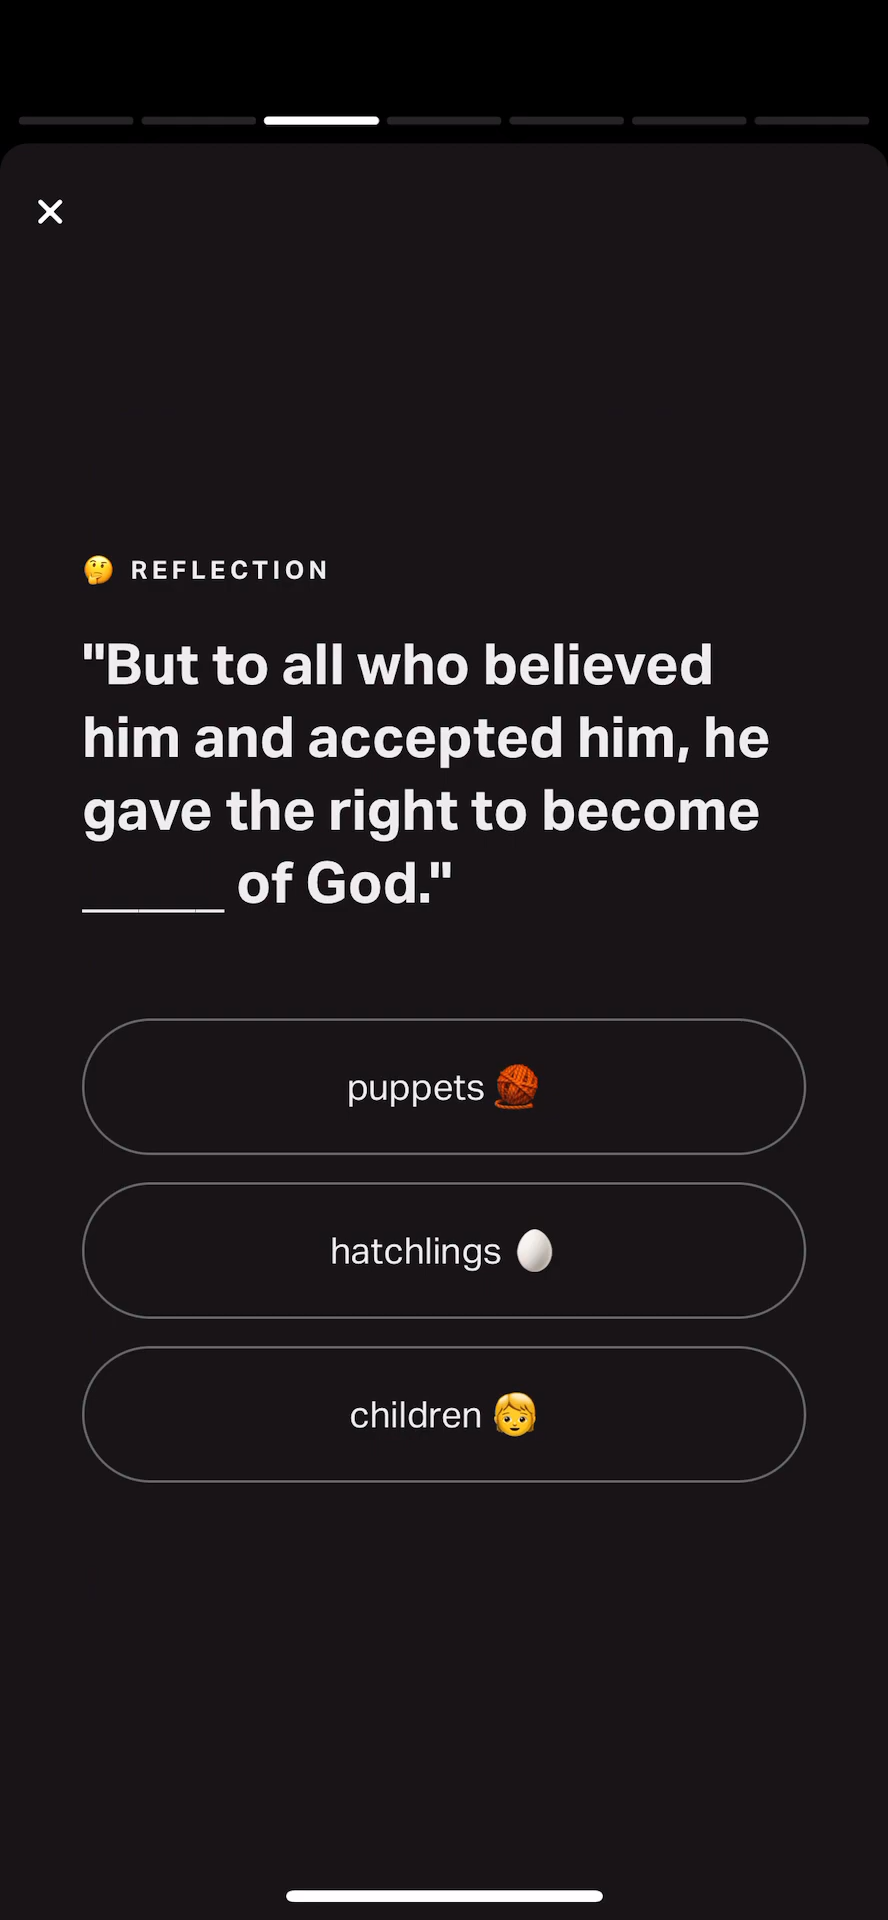 🤔 REFLECTION
"But to all who believed
him and accepted him, he
gave the right to become
_____ of God."
puppets 🧶
hatchlings 🥚
children 🧒